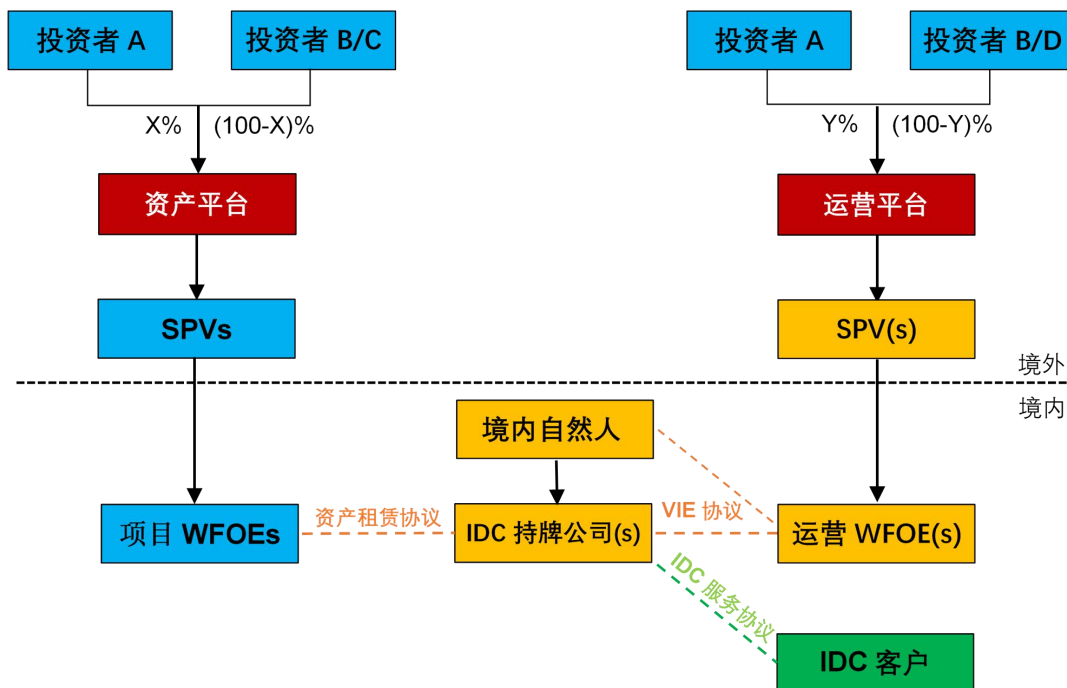 投资者 A
投资者 B/C
投资者 A
投资者 B/D
X%
(100-X)%
Y%
(100-Y)%
资产平台
运营平台
SPVs
SPV(s)
境外
境内
境内自然人
项目 WFOEs
资产租赁协议
IDC 持牌公司(s)
VIE 协议
运营 WFOE(s)
IDC 服务协议
IDC 客户